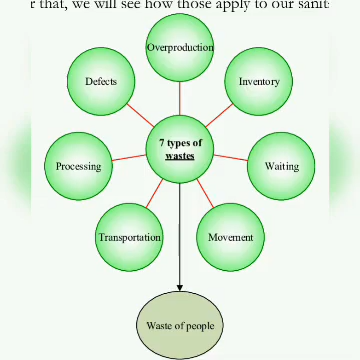 r that, we will see how those apply to our sanit
Overproduction
Defects
Inventory
7 types of
wastes
Processing
Waiting
Transportation
Movement
Waste of people